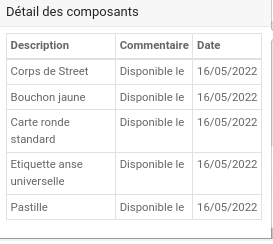 Détail des composants
Description Commentaire Date
Corps de Street Disponible le 16/05/2022
Bouchon jaune Disponible le 16/05/2022
Carte ronde Disponible le 16/05/2022
standard
Etiquette anse Disponible le 16/05/2022
universelle
Pastille Disponible le 16/05/2022